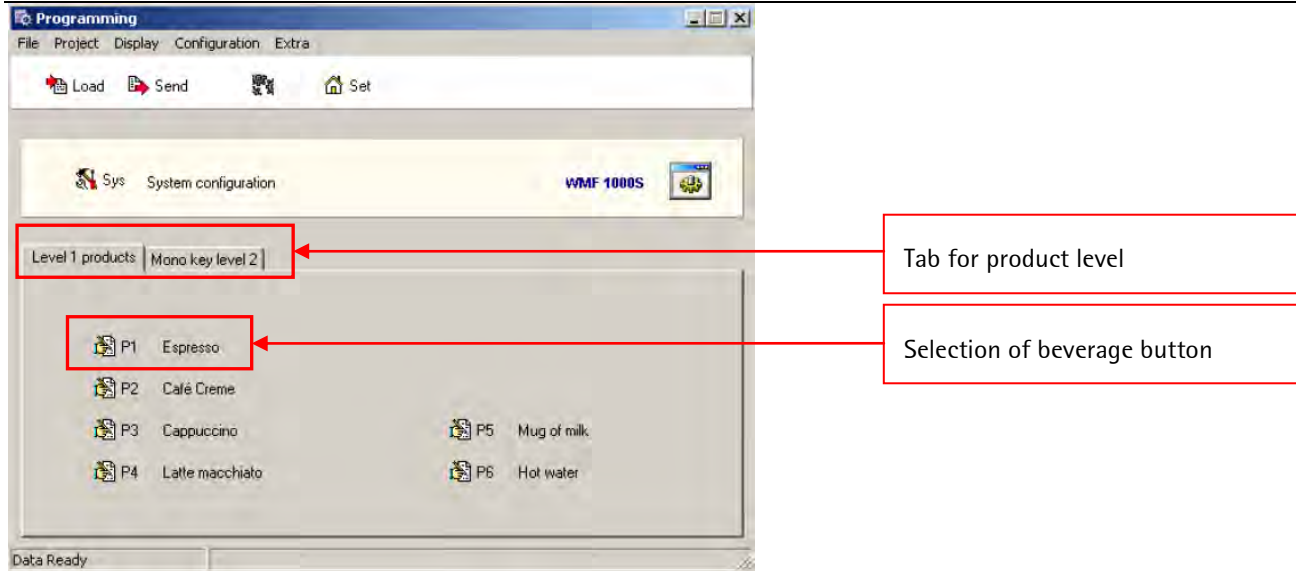 Programming
File Project Display Configuration Extra
Load Send Set
Sys System configuration WMF 1000S
Level 1 products Mono key level 2
Tab for product level
P1 Espresso
Selection of beverage button
P2 Café Creme
P3 Cappuccino P5 Mug of milk
P4 Latte macchiato P6 Hot water
Data Ready